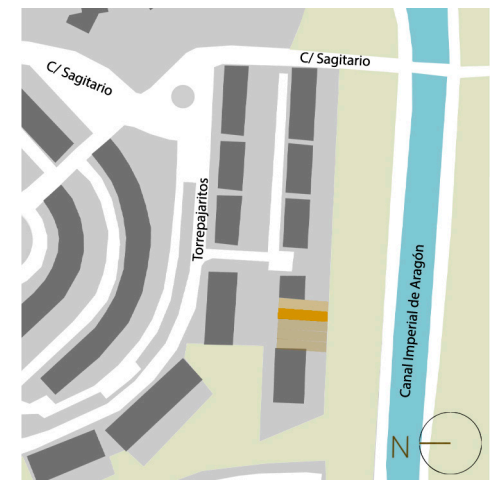 C/ Sagitario
C/ Sagitario
Torrepajaritos
Canal Imperial de Aragón
N